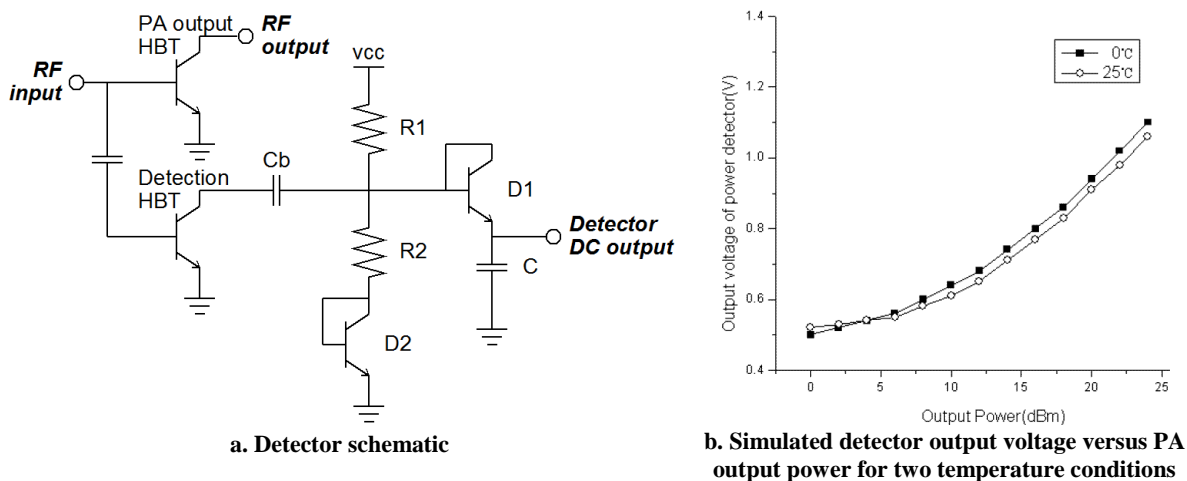 PA output
HBT
RF
output
RF
input
vcc
R1
Cb
Detection
HBT
D1
Detector
DC output
R2
C
D2
a. Detector schematic
Output voltage of power detector(V)
1.4
1.2
1.0
0.8
0.6
0.4
0℃
25℃
0
5
10
15
20
25
Output Power(dBm)
b. Simulated detector output voltage versus PA
output power for two temperature conditions